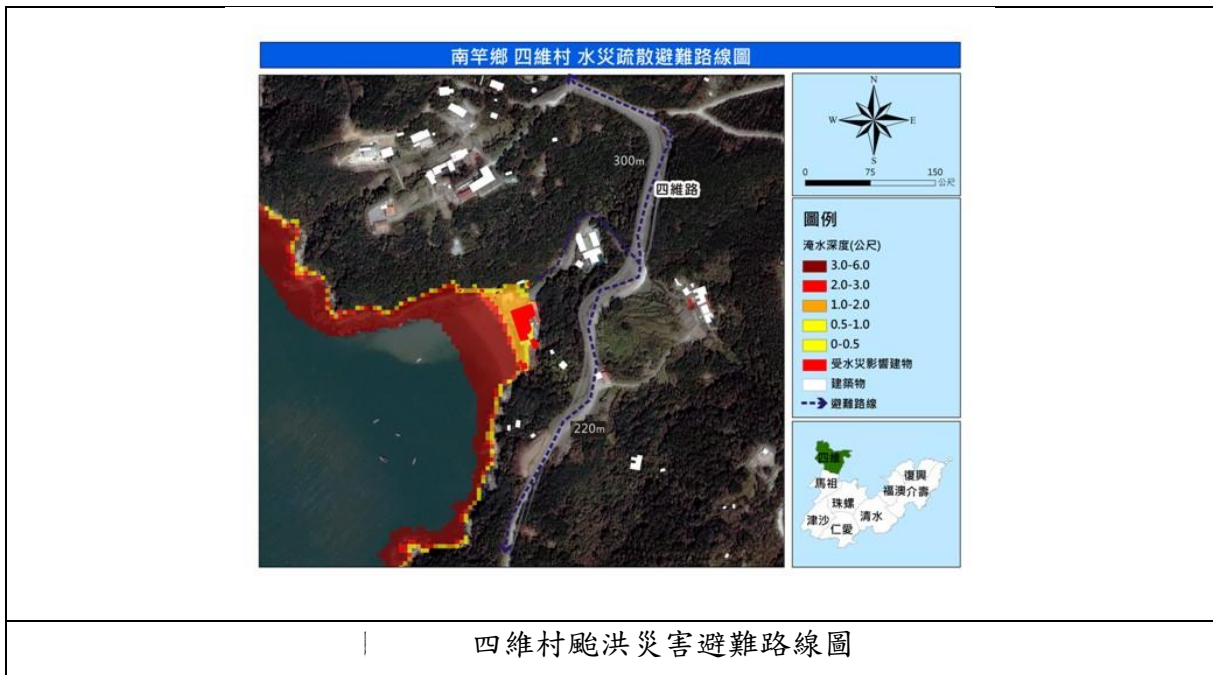 南竿鄉 四維村 水災疏散避難路線圖
300m
四維路
220m
N
W
E
S
0 75 150
公尺
圖例
淹水深度(公尺)
3.0-6.0
2.0-3.0
1.0-2.0
0.5-1.0
0-0.5
受水災影響建物
建築物
避難路線
四維
馬祖
復興
福澳
介壽
珠螺
清水
津沙
仁愛
四維村颱洪災害避難路線圖